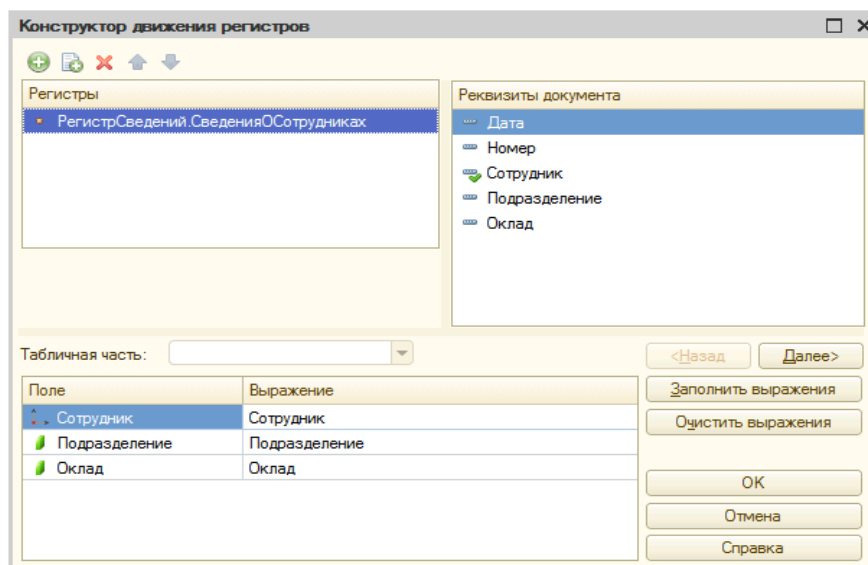 Конструктор движения регистров
Регистры
РегистрСведений.СведенияОСотрудниках
Реквизиты документа
Дата
Номер
Сотрудник
Подразделение
Оклад
Табличная часть:
<Назад
Далее>
Поле
Выражение
Сотрудник
Сотрудник
Подразделение
Подразделение
Оклад
Оклад
Заполнить выражения
Очистить выражения
OK
Отмена
Справка